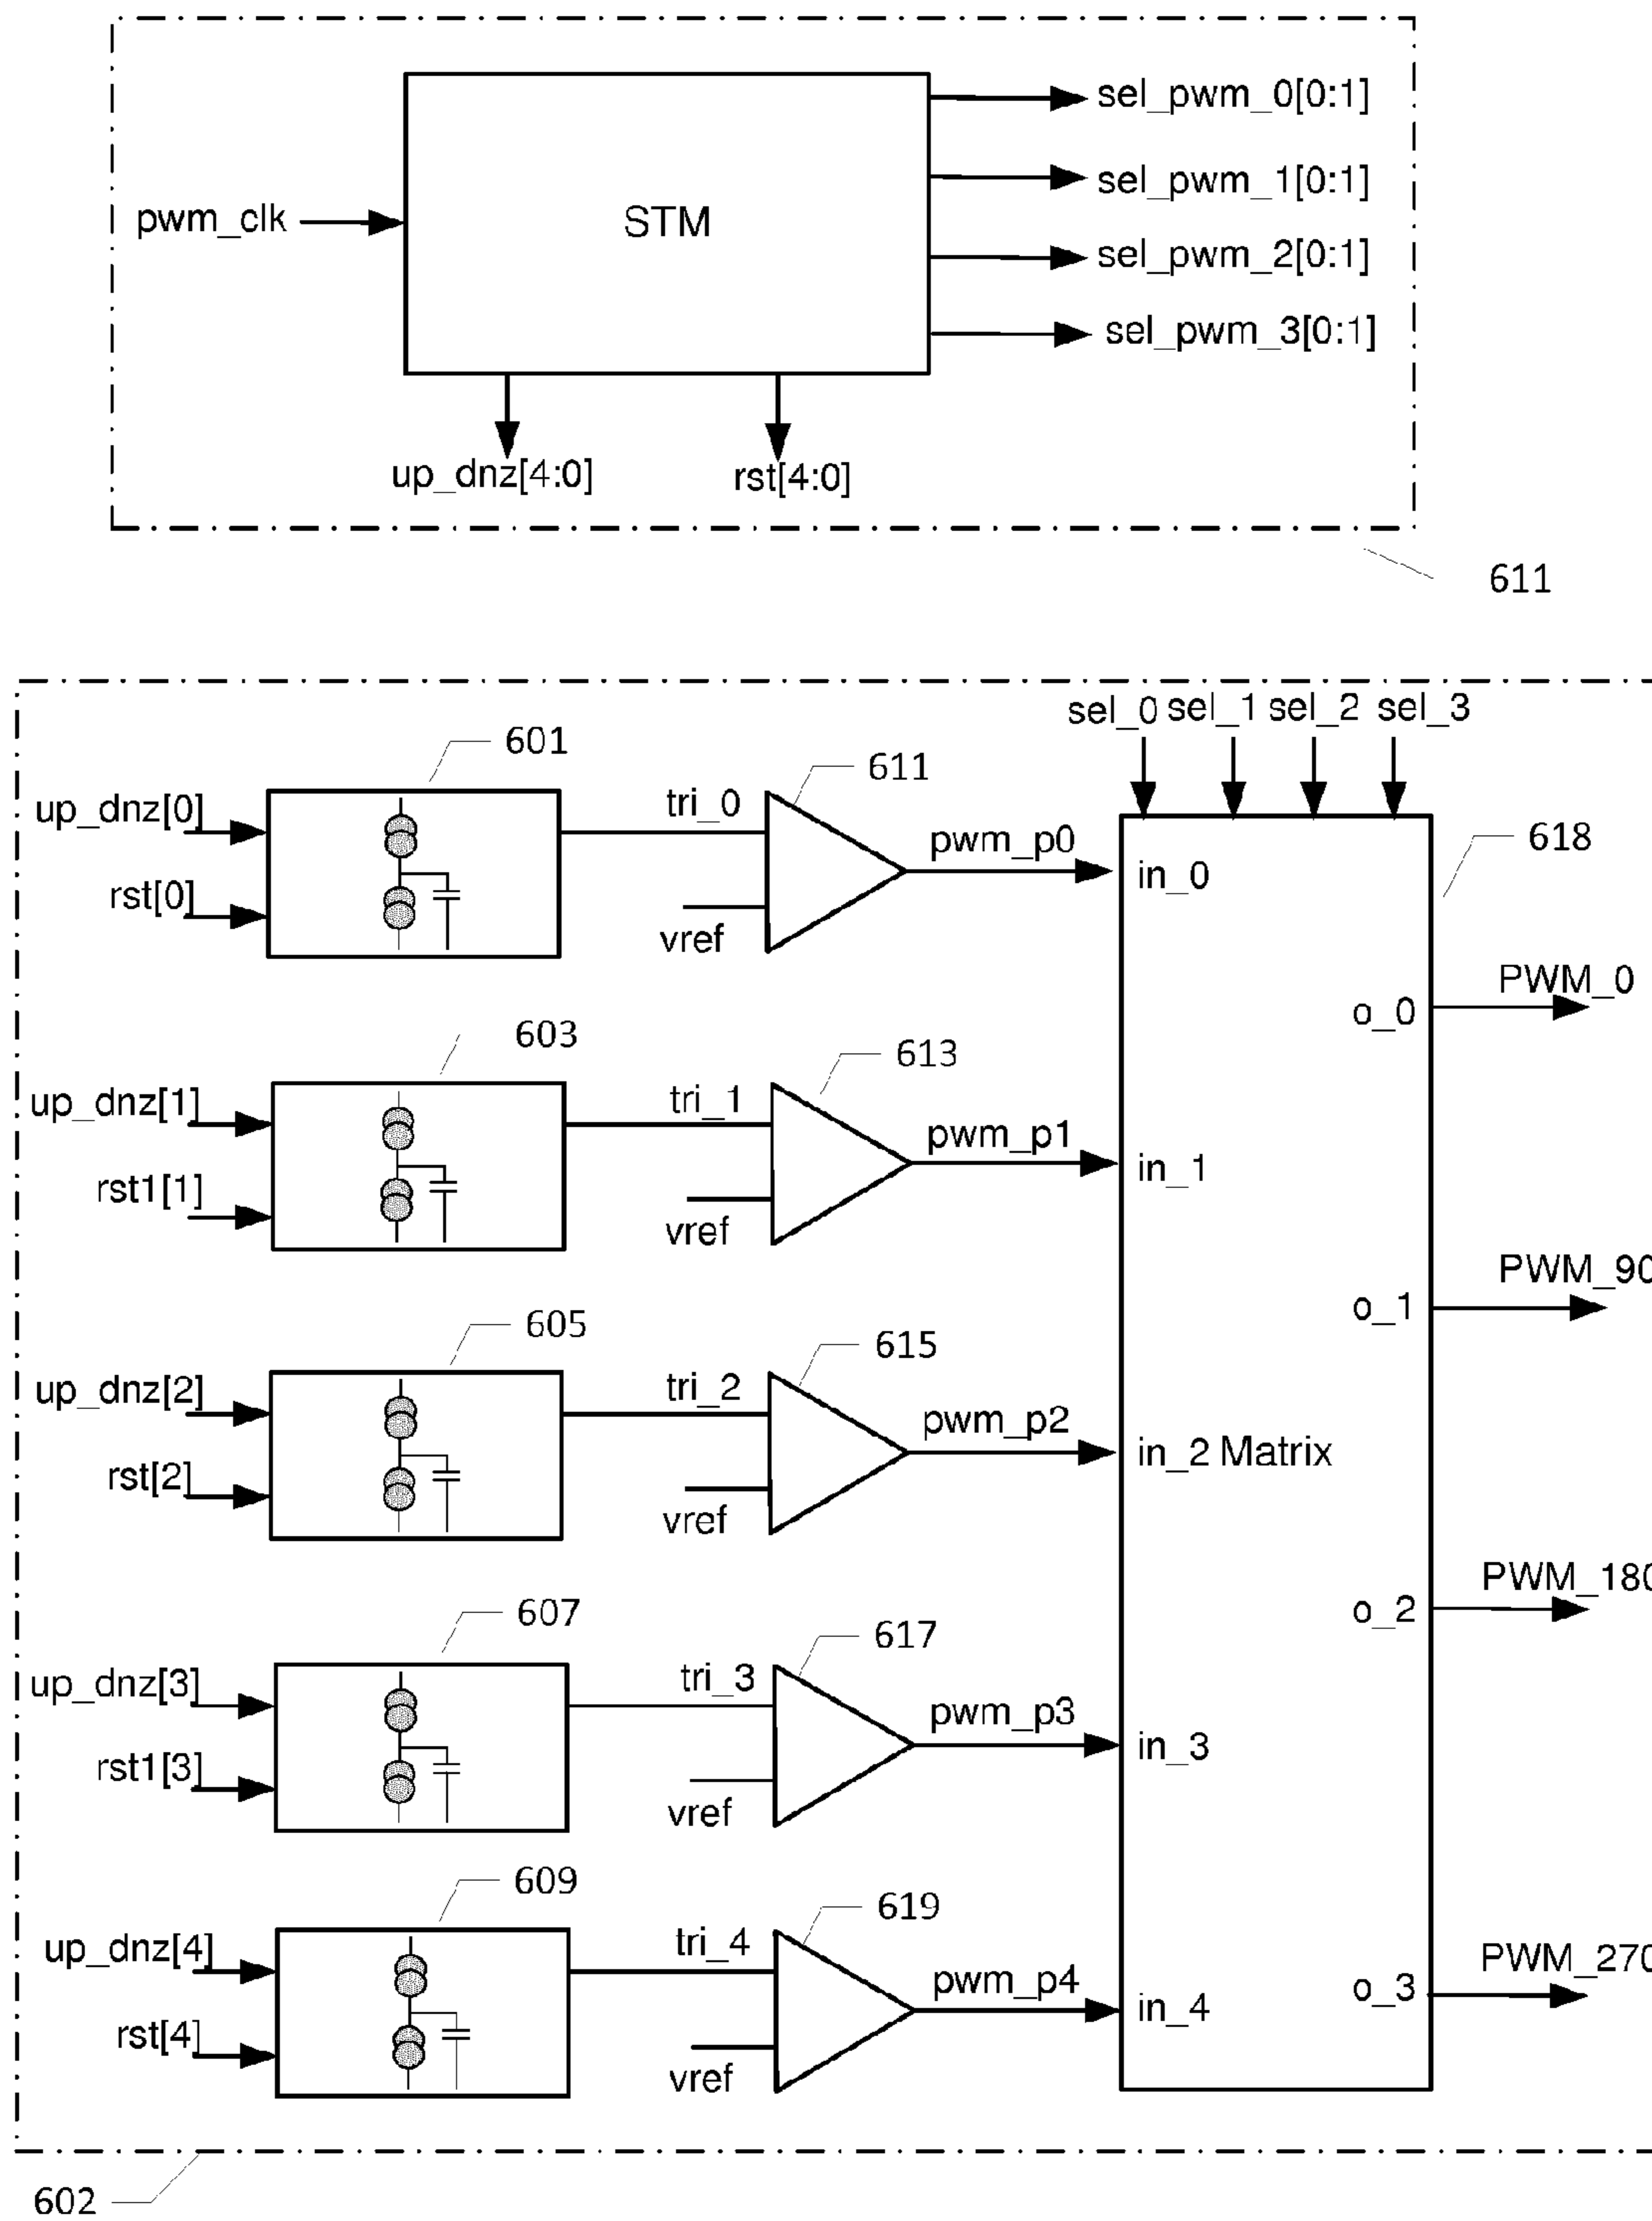 sel_pwm_0[0:1]
sel_pwm_1[0:1]
pwm_clk
STM
sel_pwm_2[0:1]
sel_pwm_3[0:1]
up_dnz[4:0]
rst[4:0]
611
sel_0 sel_1 sel_2 sel_3
601
611
618
up_dnz[0]
tri_0
pwm_p0
in_0
rst[0]
vref
PWM_0
o_0
603
613
up_dnz[1]
tri_1
pwm_p1
in_1
rst1[1]
vref
PWM_90
o_1
605
615
up_dnz[2]
tri_2
pwm_p2
in_2 Matrix
rst[2]
vref
PWM_180
o_2
607
617
up_dnz[3]
tri_3
pwm_p3
in_3
rst1[3]
vref
609
619
up_dnz[4]
tri_4
pwm_p4
PWM_270
o_3
in_4
rst[4]
vref
602